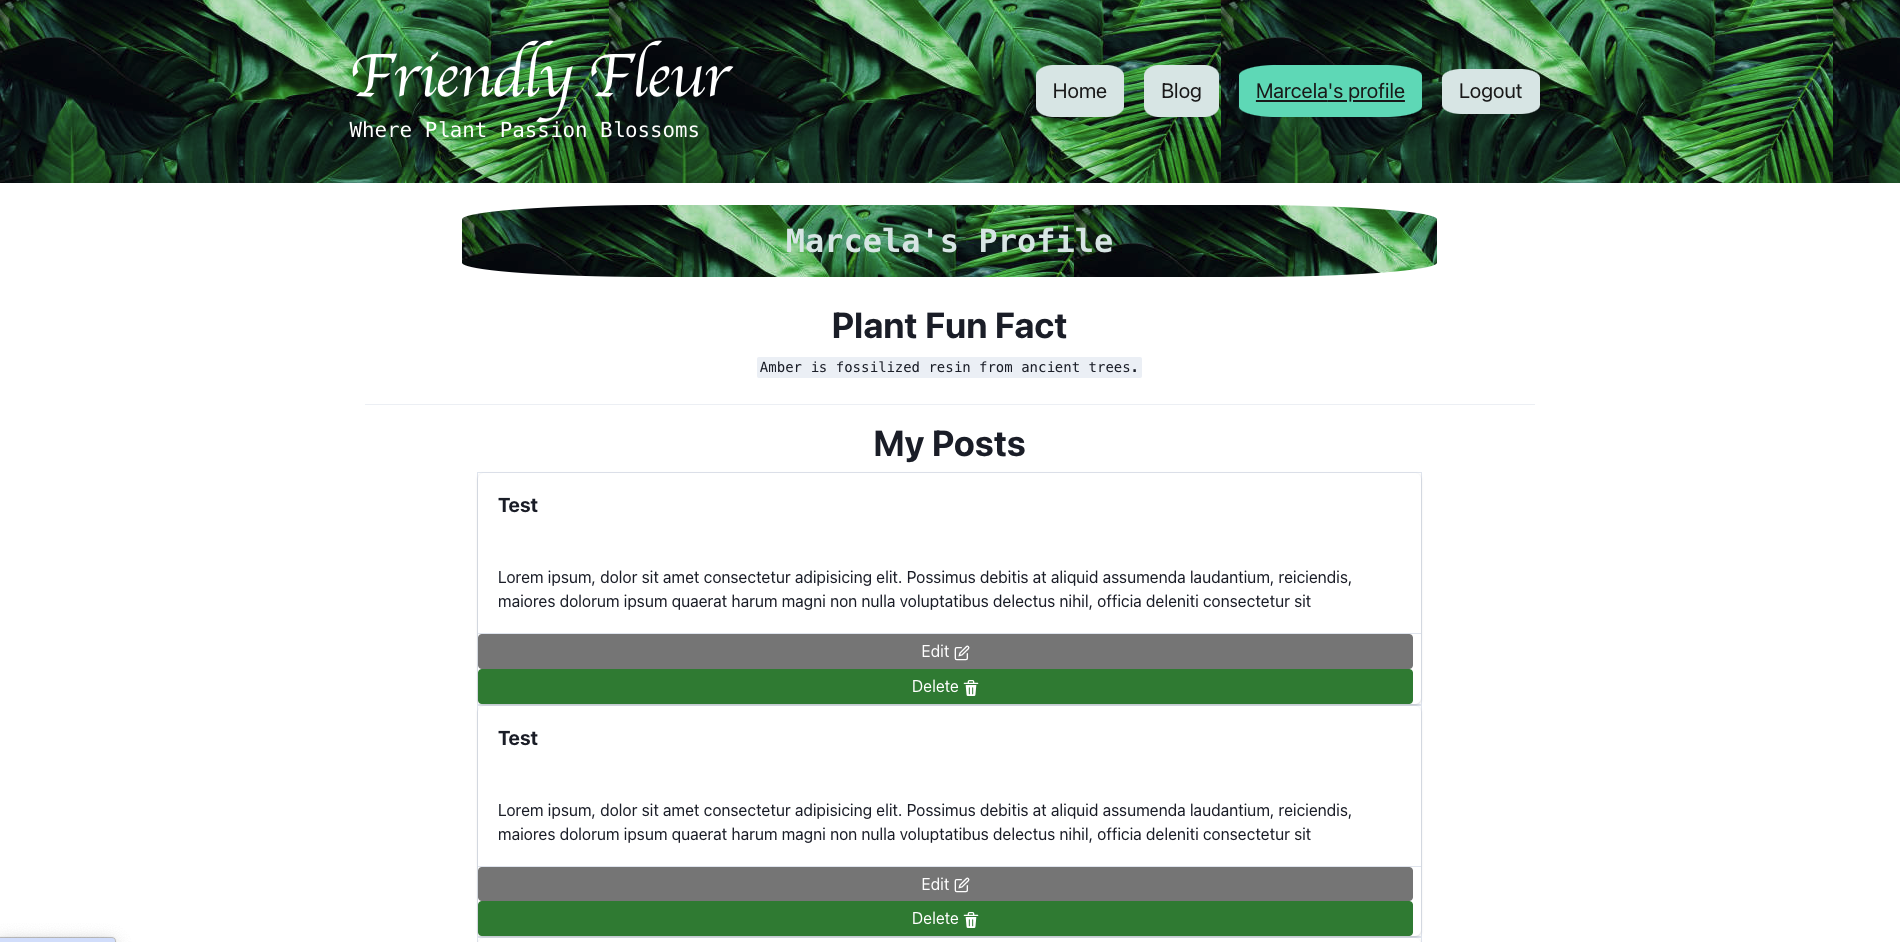 Friendly Fleur
Where Plant Passion Blossoms
Home
Blog
Marcela's profile
Logout
Marcela's Profile
Plant Fun Fact
Amber is fossilized resin from ancient trees.
My Posts
Test
Lorem ipsum, dolor sit amet consectetur adipisicing elit. Possimus debitis at aliquid assumenda laudantium, reiciendis,
maiores dolorum ipsum quaerat harum magni non nulla voluptatibus delectus nihil, officia deleniti consectetur sit
Edit
Delete
Test
Lorem ipsum, dolor sit amet consectetur adipisicing elit. Possimus debitis at aliquid assumenda laudantium, reiciendis,
maiores dolorum ipsum quaerat harum magni non nulla voluptatibus delectus nihil, officia deleniti consectetur sit
Edit
Delete